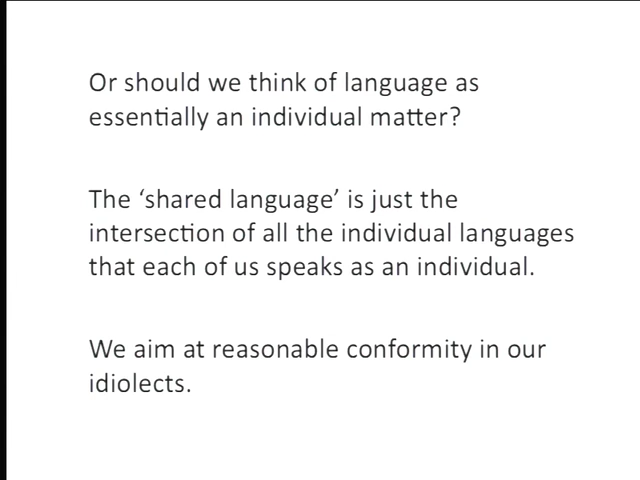 Or should we think of language as
essentially an individual matter?
The ‘shared language’ is just the
intersection of all the individual languages
that each of us speaks as an individual.
We aim at reasonable conformity in our
idiolects.